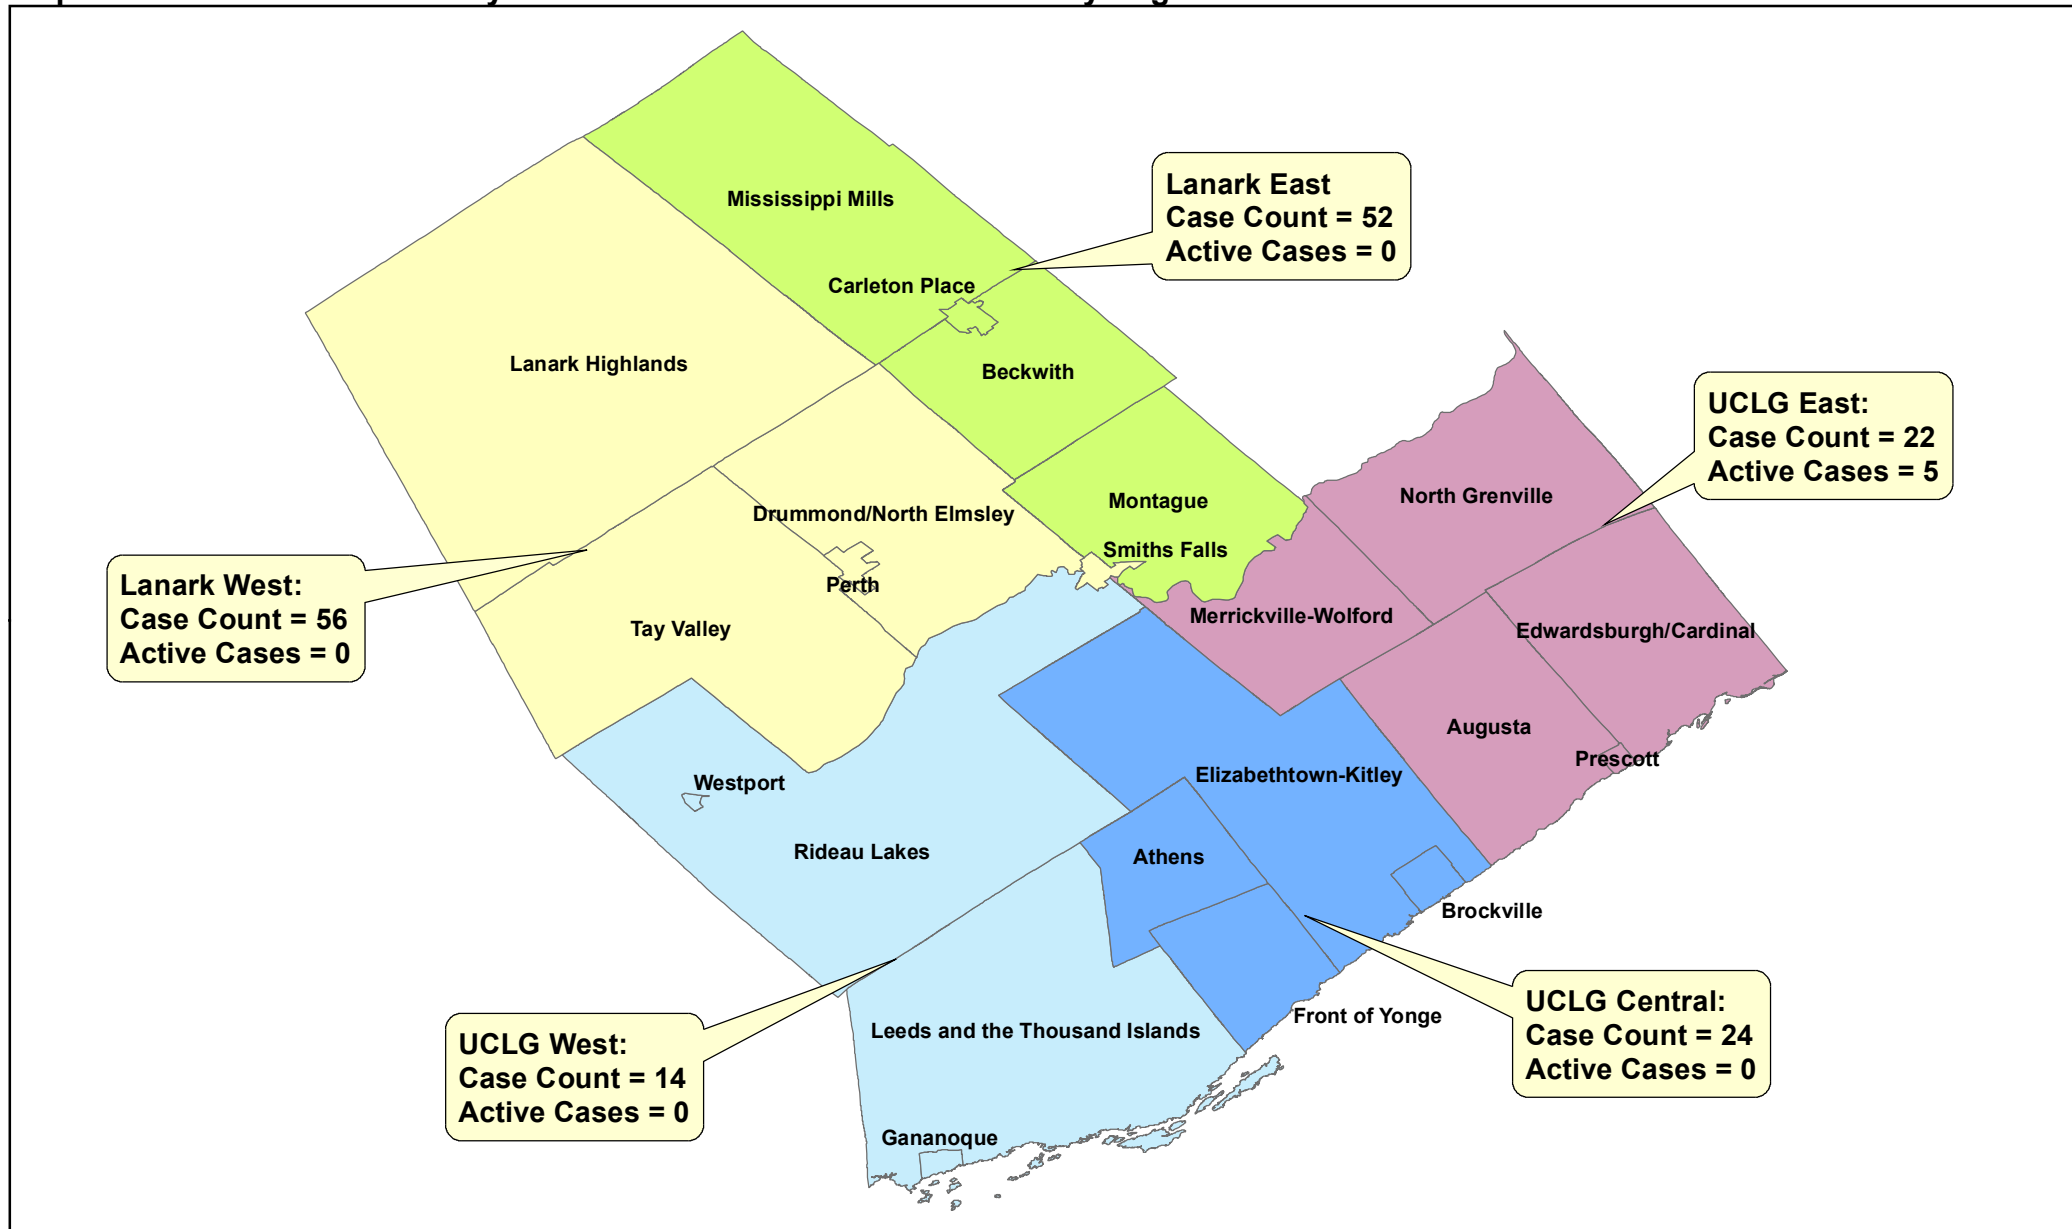 Mississippi Mills
Lanark East
Case Count = 52
Active Cases = 0
Carleton Place
Lanark Highlands
Beckwith
UCLG East:
Case Count = 22
Active Cases = 5
North Grenville
Montague
Drummond/North Elmsley
Smiths Falls
Lanark West:
Case Count = 56
Active Cases = 0
Perth
Tay Valley
Merrickville-Wolford
Edwardsburgh/Cardinal
Augusta
Prescott
Westport
Elizabethtown-Kitley
Rideau Lakes
Athens
Brockville
UCLG Central:
Case Count = 24
Active Cases = 0
Front of Yonge
Leeds and the Thousand Islands
UCLG West:
Case Count = 14
Active Cases = 0
Gananoque